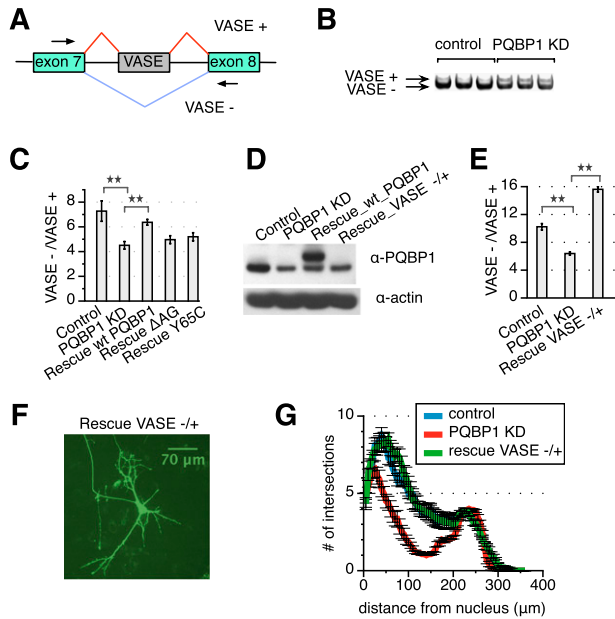 A
VASE +
exon 7
VASE
exon 8
VASE -
B
control PQBP1 KD
VASE +
VASE -
C
VASE - /VASE +
8
6
4
2
0
★★
★★
Control
PQBP1 KD
Rescue wt PQBP1
Rescue ΔAG
Rescue Y65C
D
Control
PQBP1 KD
Rescue_wt_PQBP1
Rescue_VASE -/+
α-PQBP1
α-actin
E
VASE - /VASE +
16
12
8
4
0
★★
★★
Control
PQBP1 KD
Rescue VASE -/+
F
Rescue VASE -/+
70 μm
G
control
PQBP1 KD
rescue VASE -/+
# of intersections
10
5
0
0 100 200 300 400
distance from nucleus (μm)